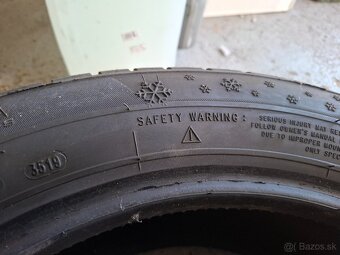 SAFETY WARNING :
SERIOUS INJURY MAY RE
FOLLOW OWNER'S MANUAL
DUE TO IMPROPER MOUN
ONLY SPEC
3519
Bazos.sk